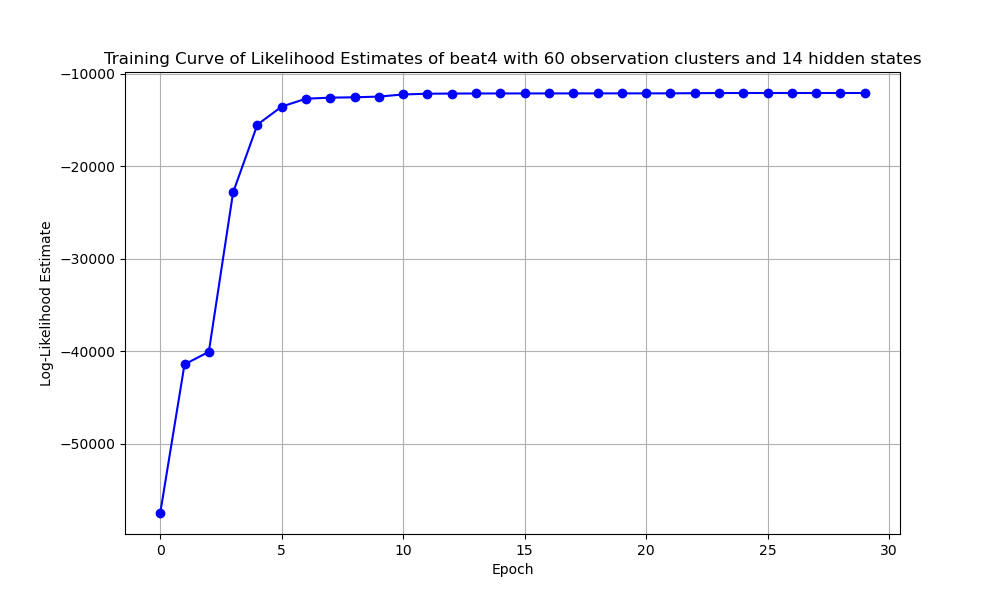 Training Curve of Likelihood Estimates of beat4 with 60 observation clusters and 14 hidden states
Log-Likelihood Estimate
−10000
−20000
−30000
−40000
−50000
0 5 10 15 20 25 30
Epoch